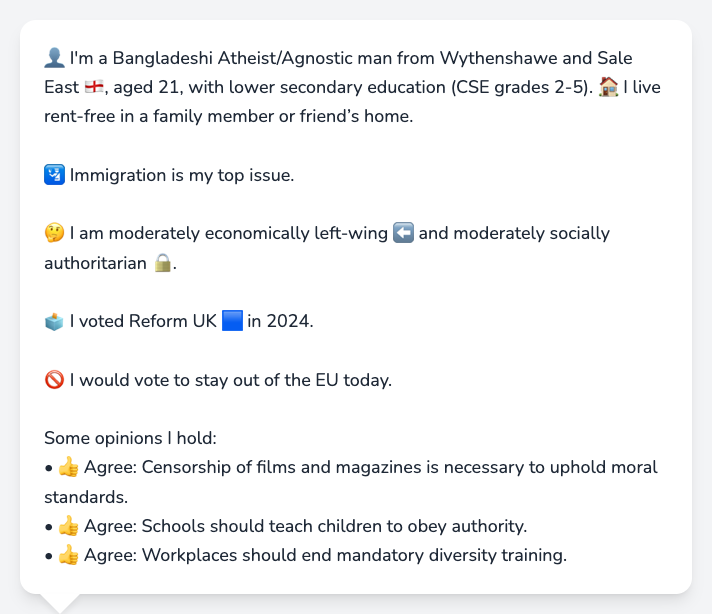 👤 I'm a Bangladeshi Atheist/Agnostic man from Wythenshawe and Sale
East 🏴󠁧󠁢󠁥󠁮󠁧󠁿, aged 21, with lower secondary education (CSE grades 2-5). 🏠 I live
rent-free in a family member or friend’s home.
🛂 Immigration is my top issue.
🤔 I am moderately economically left-wing ⬅️ and moderately socially
authoritarian 🔒.
🗳️ I voted Reform UK 🟦 in 2024.
🚫 I would vote to stay out of the EU today.
Some opinions I hold:
• 👍 Agree: Censorship of films and magazines is necessary to uphold moral
standards.
• 👍 Agree: Schools should teach children to obey authority.
• 👍 Agree: Workplaces should end mandatory diversity training.